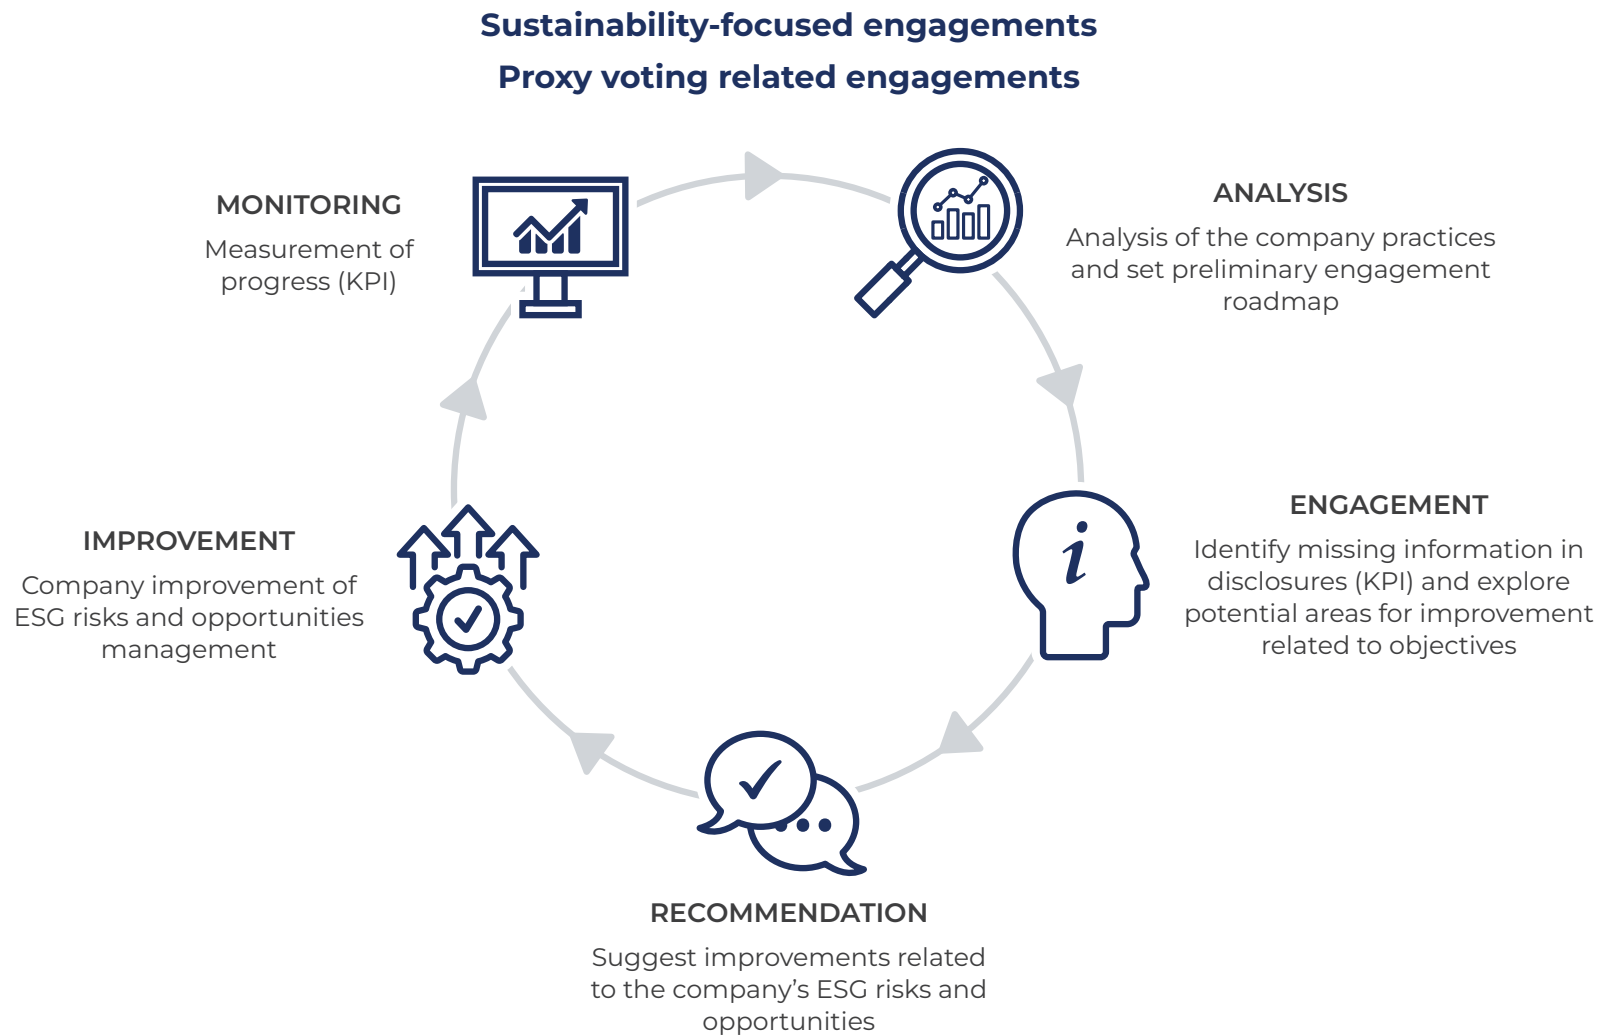 Sustainability-focused engagements
Proxy voting related engagements
MONITORING
Measurement of
progress (KPI)
ANALYSIS
Analysis of the company practices
and set preliminary engagement
roadmap
ENGAGEMENT
Identify missing information in
disclosures (KPI) and explore
potential areas for improvement
related to objectives
IMPROVEMENT
Company improvement of
ESG risks and opportunities
management
RECOMMENDATION
Suggest improvements related
to the company’s ESG risks and
opportunities